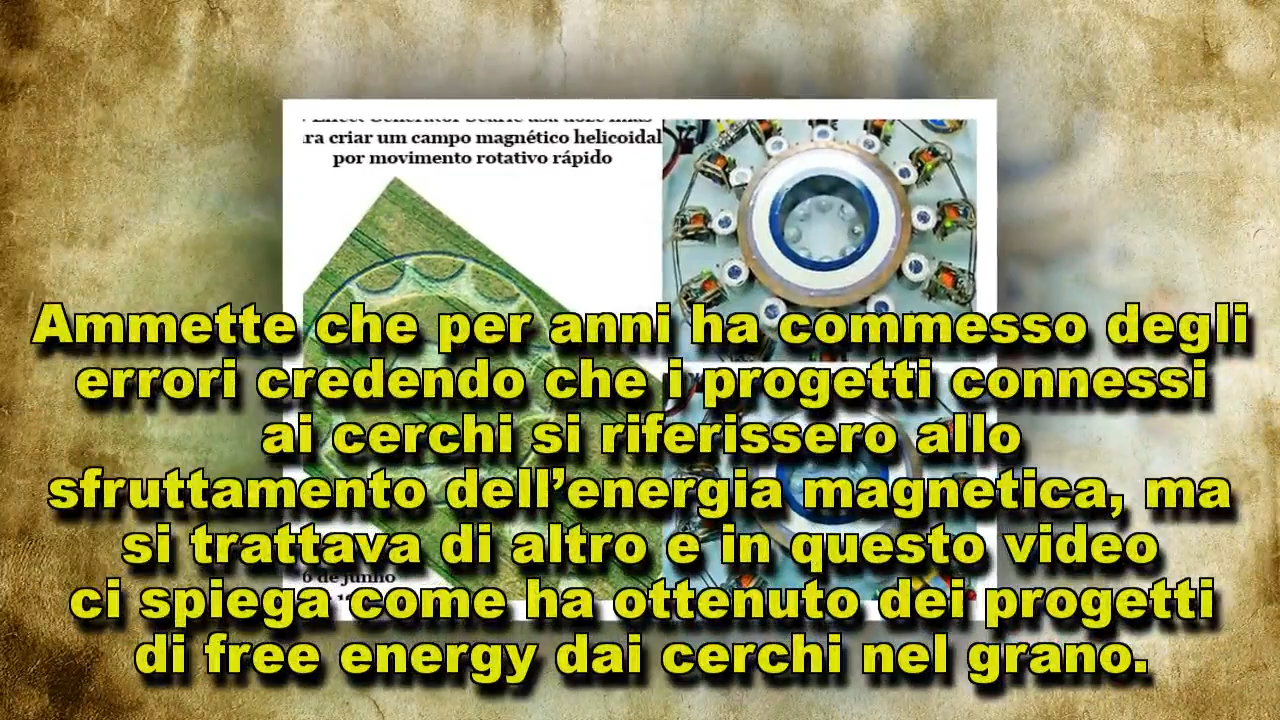 ra criar um campo magnético helicoidal
por movimento rotativo rápido
Ammette che per anni ha commesso degli
errori credendo che i progetti connessi
ai cerchi si riferissero allo
sfruttamento dell’energia magnetica, ma
si trattava di altro e in questo video
de junho
ci spiega come ha ottenuto dei progetti
di free energy dai cerchi nel grano.